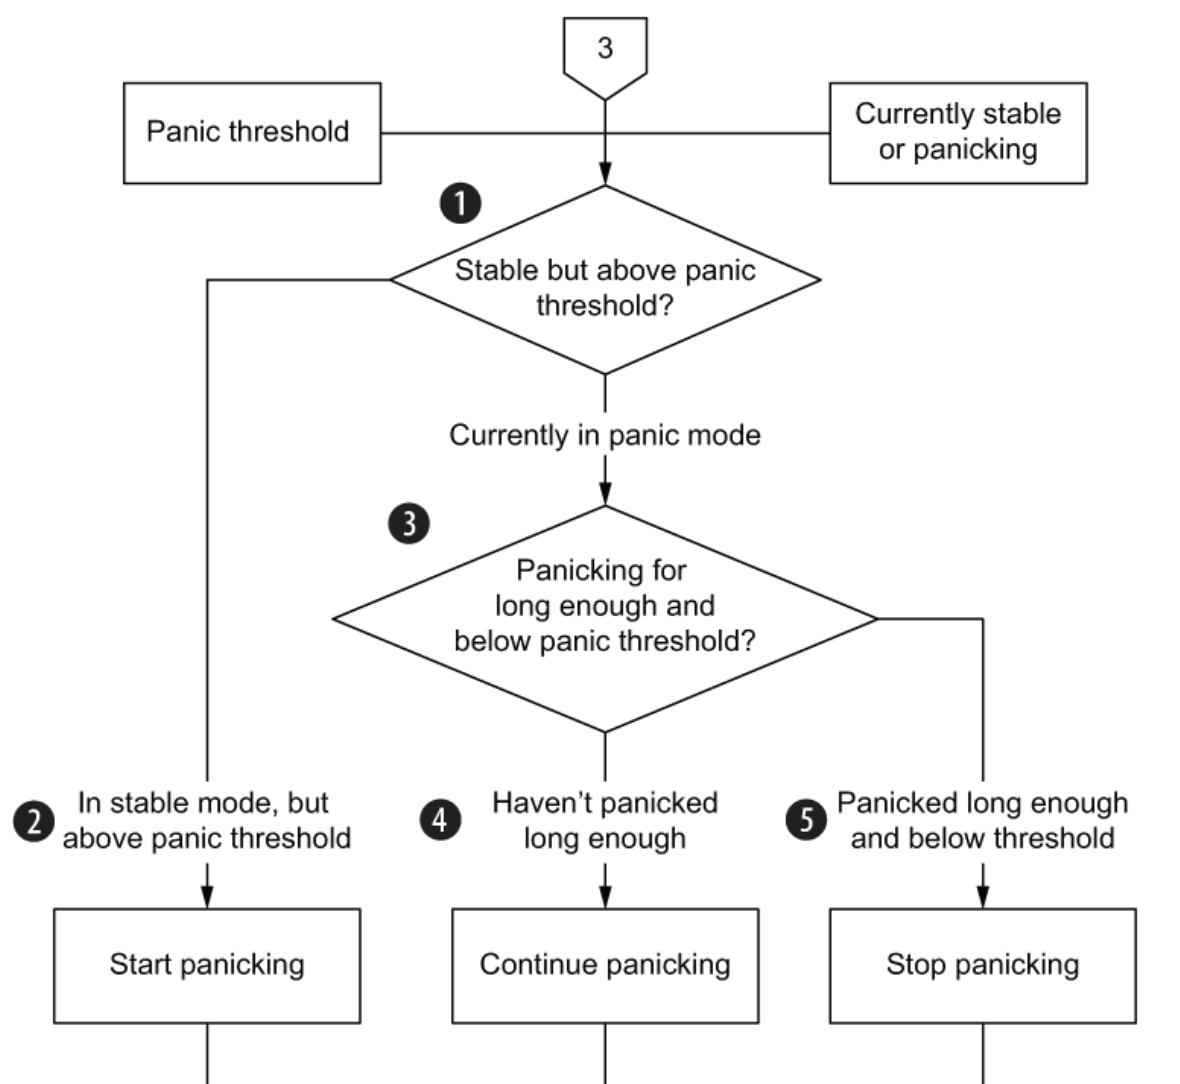 3
Panic threshold
Currently stable
or panicking
1
Stable but above panic
threshold?
Currently in panic mode
3
Panicking for
long enough and
below panic threshold?
2
In stable mode, but
above panic threshold
4
Haven’t panicked
long enough
5
Panicked long enough
and below threshold
Start panicking
Continue panicking
Stop panicking